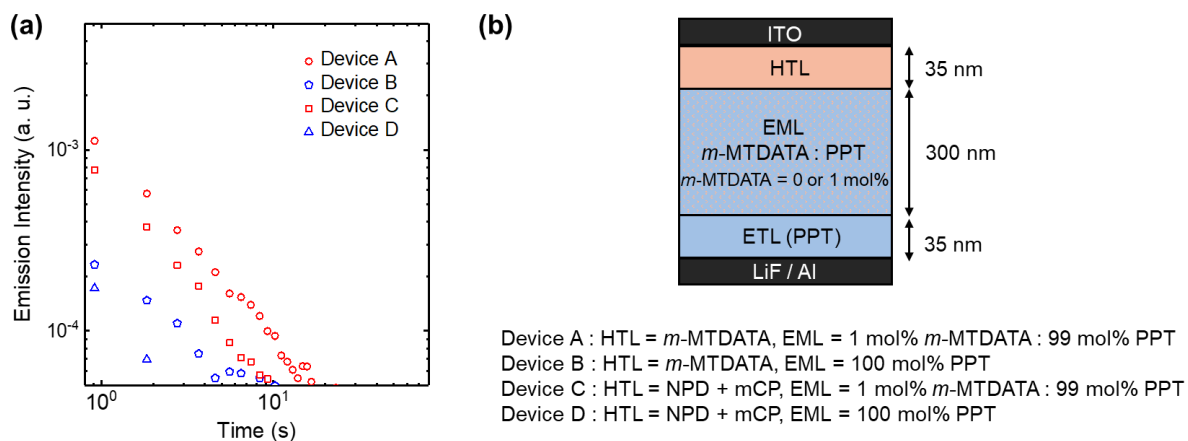 (a)
Emission Intensity (a. u.)
10⁻³
10⁻⁴
10⁰
10¹
Time (s)
Device A
Device B
Device C
Device D
(b)
ITO
HTL
35 nm
EML
m-MTDATA : PPT
m-MTDATA = 0 or 1 mol%
300 nm
ETL (PPT)
35 nm
LiF / Al
Device A : HTL = m-MTDATA, EML = 1 mol% m-MTDATA : 99 mol% PPT
Device B : HTL = m-MTDATA, EML = 100 mol% PPT
Device C : HTL = NPD + mCP, EML = 1 mol% m-MTDATA : 99 mol% PPT
Device D : HTL = NPD + mCP, EML = 100 mol% PPT